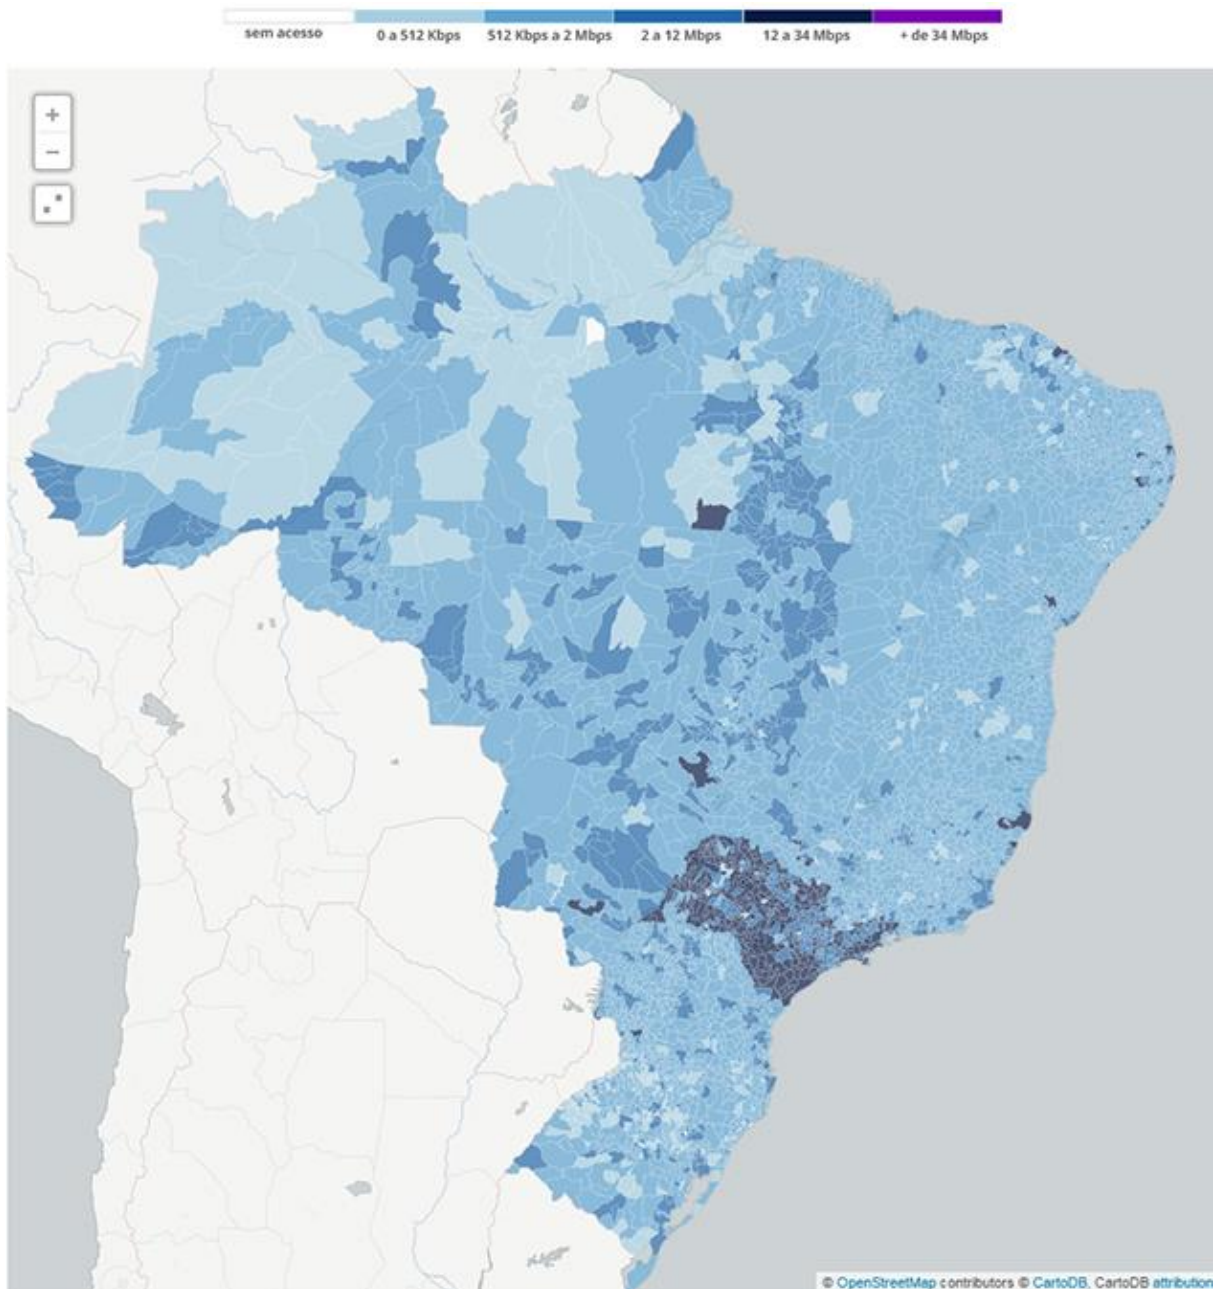 sem acesso 0 a 512 Kbps 512 Kbps a 2 Mbps 2 a 12 Mbps 12 a 34 Mbps + de 34 Mbps
+
−
© OpenStreetMap contributors © CartoDB, CartoDB attribution